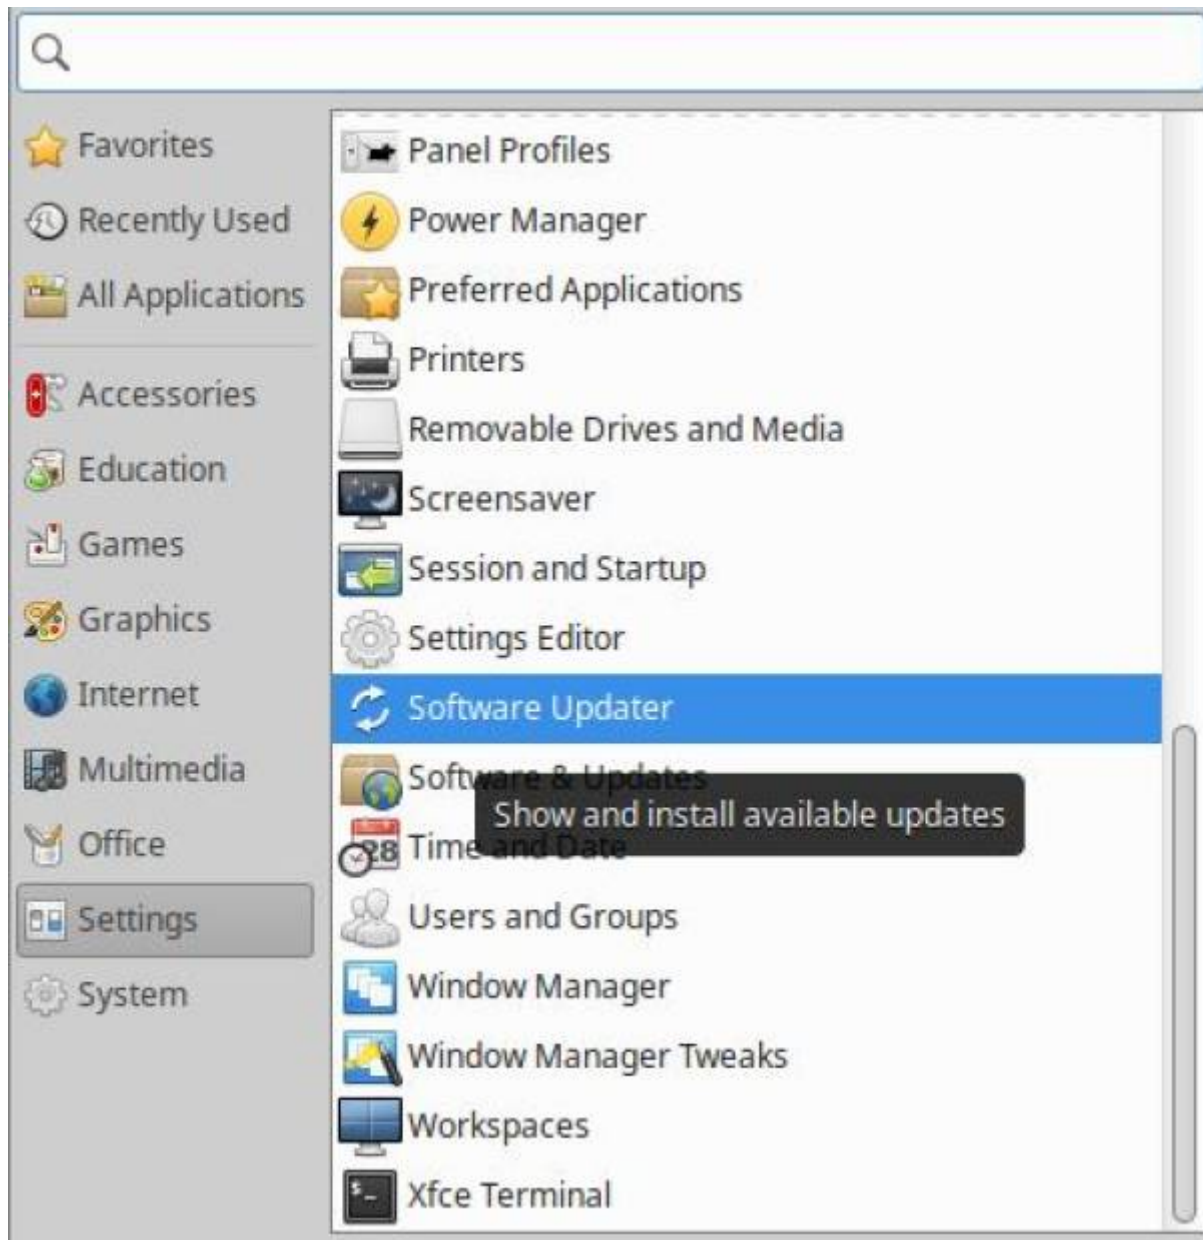 Favorites
Recently Used
All Applications
Accessories
Education
Games
Graphics
Internet
Multimedia
Office
Settings
System
Panel Profiles
Power Manager
Preferred Applications
Printers
Removable Drives and Media
Screensaver
Session and Startup
Settings Editor
Software Updater
Software & Updates
Show and install available updates
28
Time and Date
Users and Groups
Window Manager
Window Manager Tweaks
Workspaces
$_
Xfce Terminal